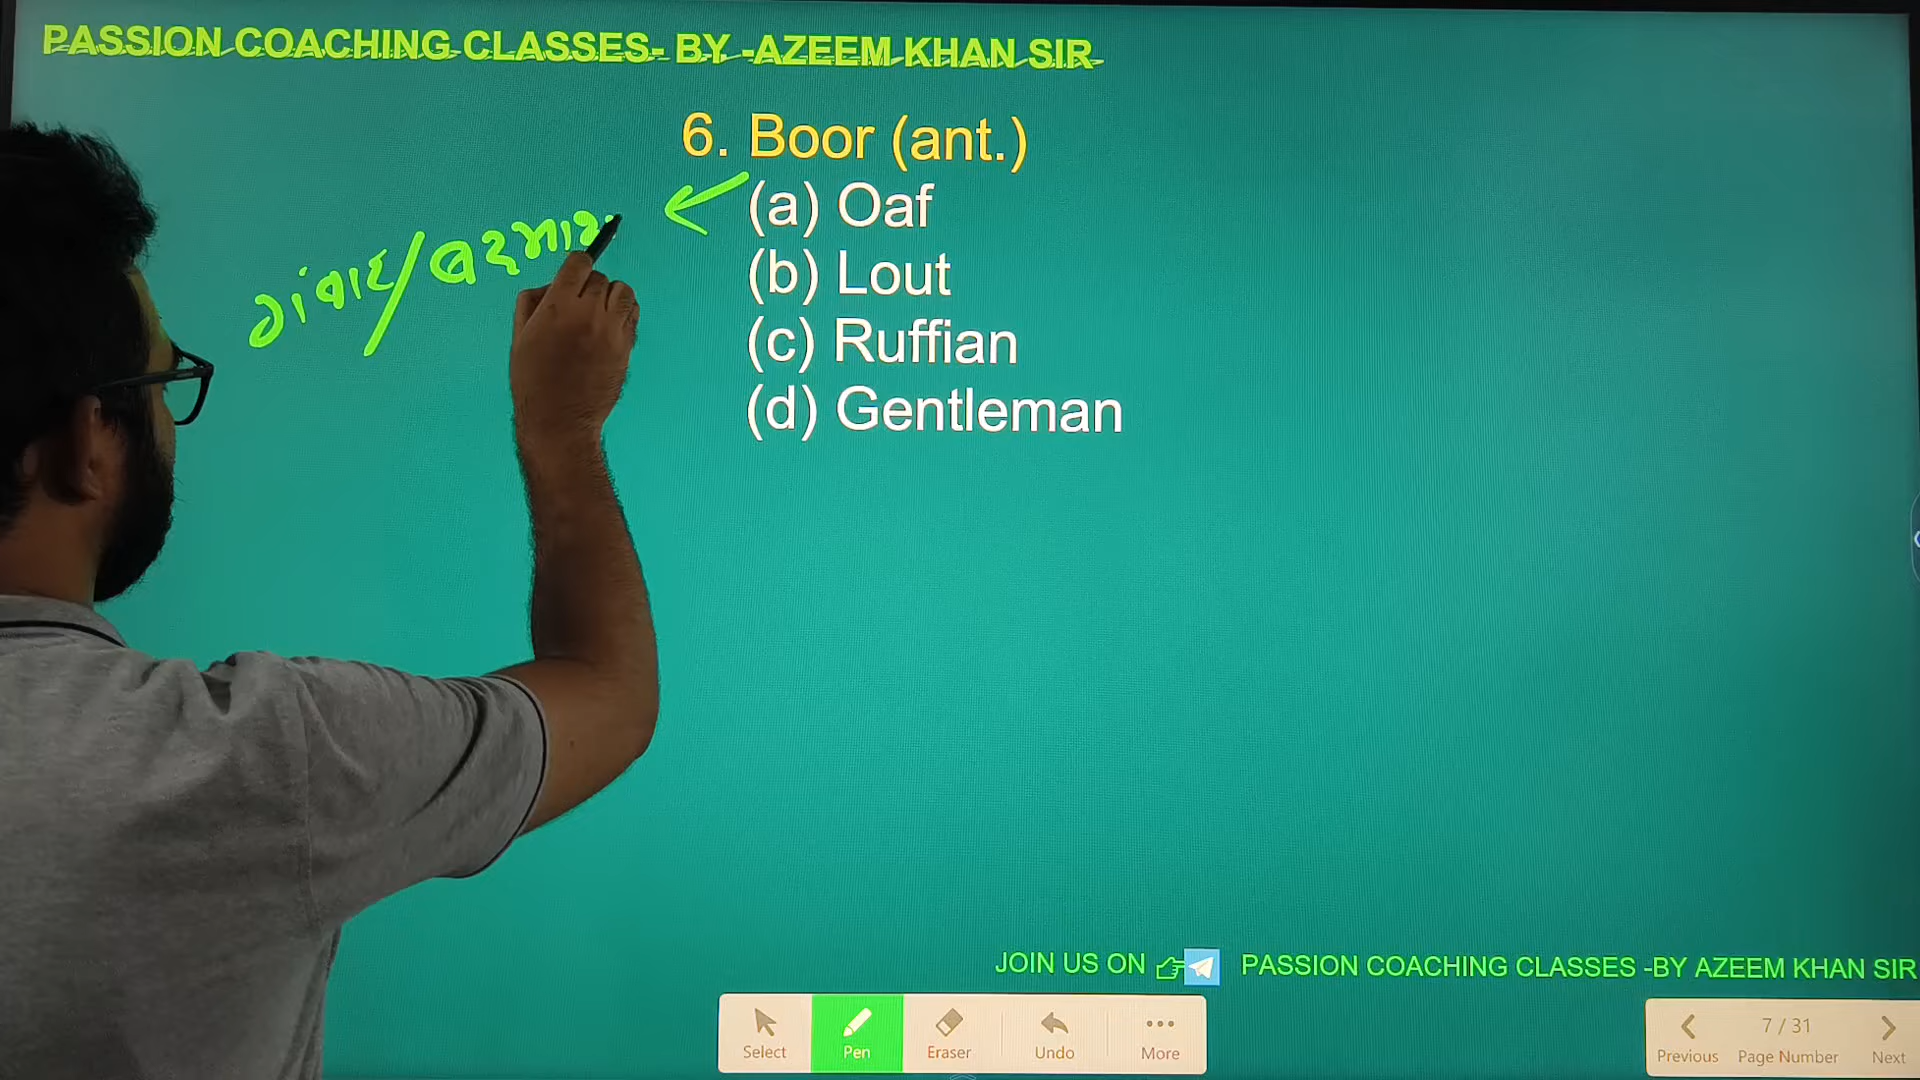 PASSION COACHING CLASSES- BY -AZEEM KHAN SIR
6. Boor (ant.)
(a) Oaf
गंवार/बदमाश
(b) Lout
(c) Ruffian
(d) Gentleman
JOIN US ON PASSION COACHING CLASSES -BY AZEEM KHAN SIR
Select Pen Eraser Undo More
7 / 31
Previous Page Number Next